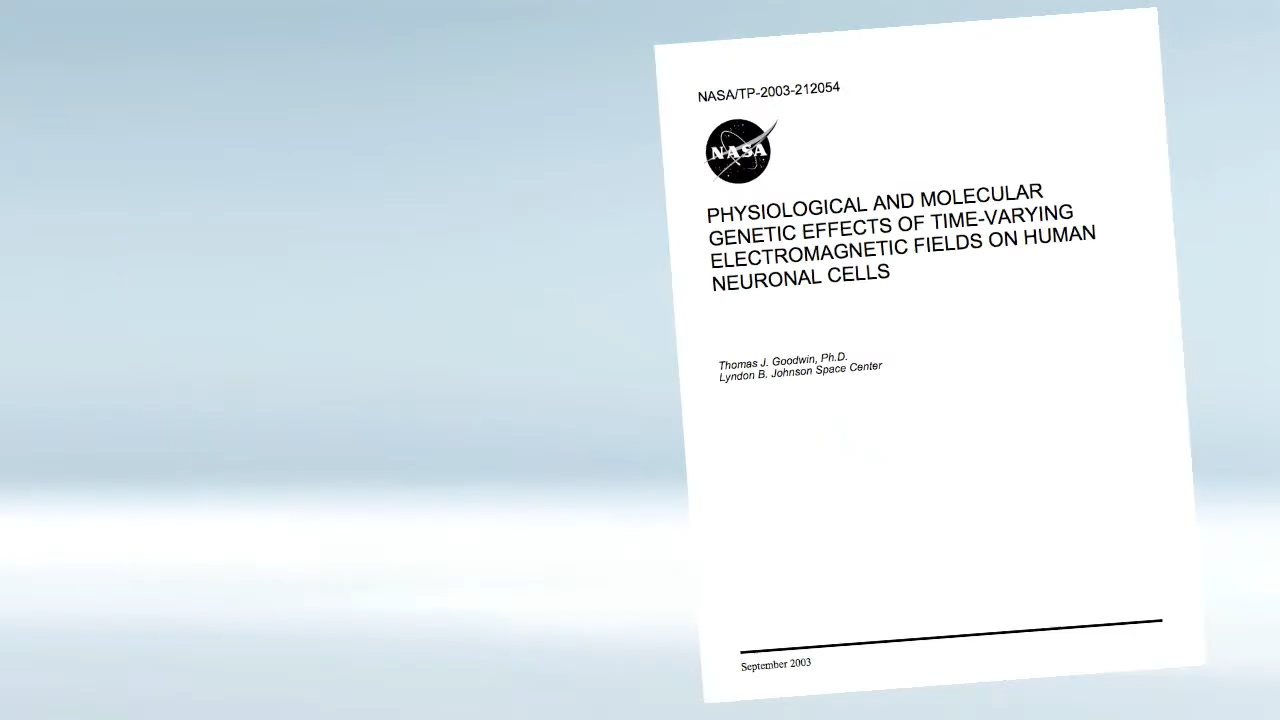 NASA/TP-2003-212054
NASA
PHYSIOLOGICAL AND MOLECULAR
GENETIC EFFECTS OF TIME-VARYING
ELECTROMAGNETIC FIELDS ON HUMAN
NEURONAL CELLS
Thomas J. Goodwin, Ph.D.
Lyndon B. Johnson Space Center
September 2003